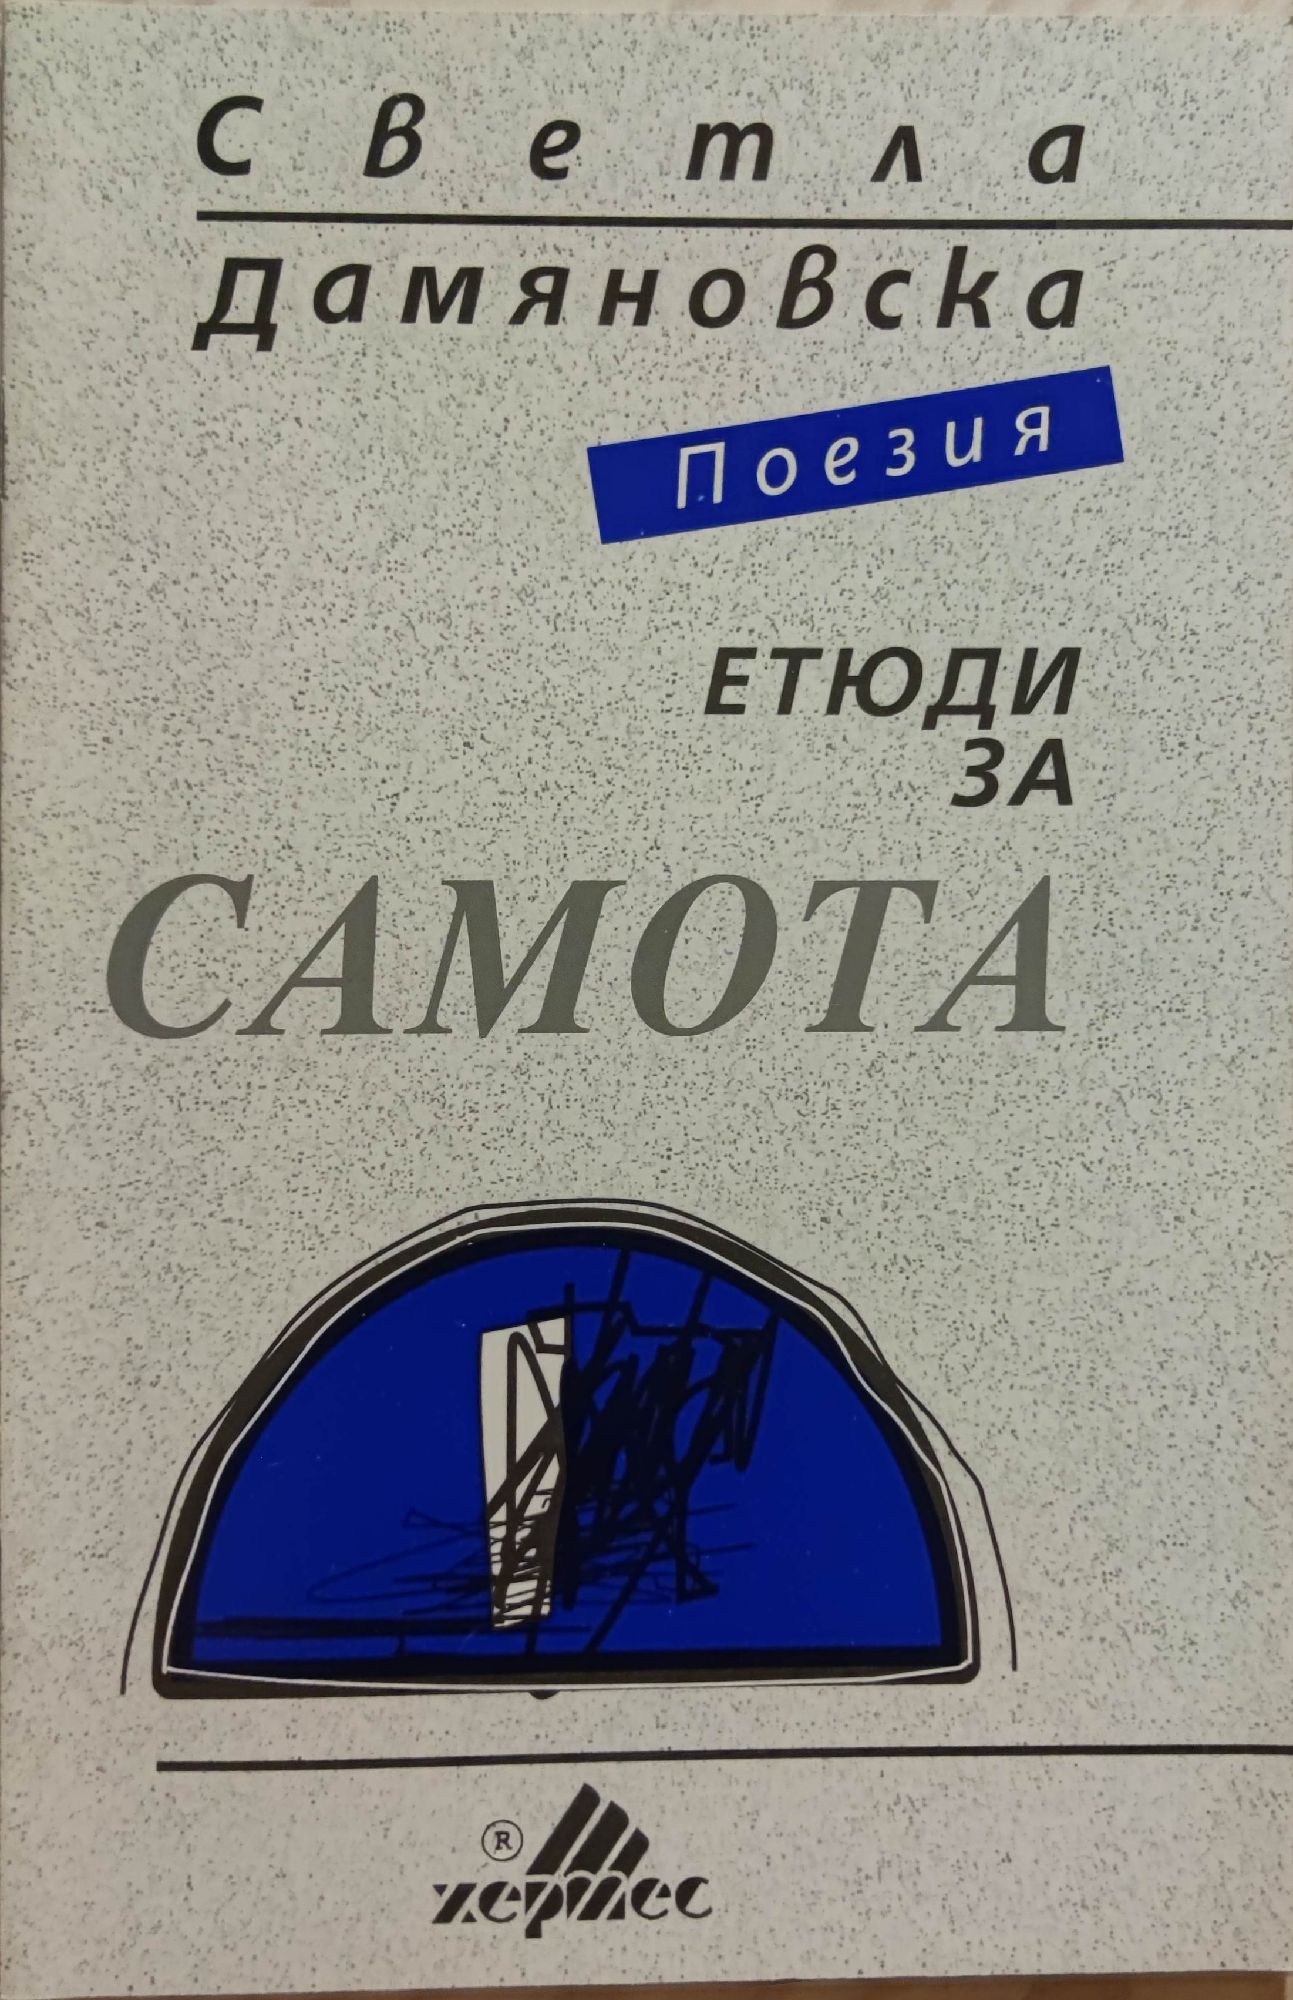 Светла
Дамяновска
Поезия
ЕТЮДИ
ЗА
САМОТА
®
хермес